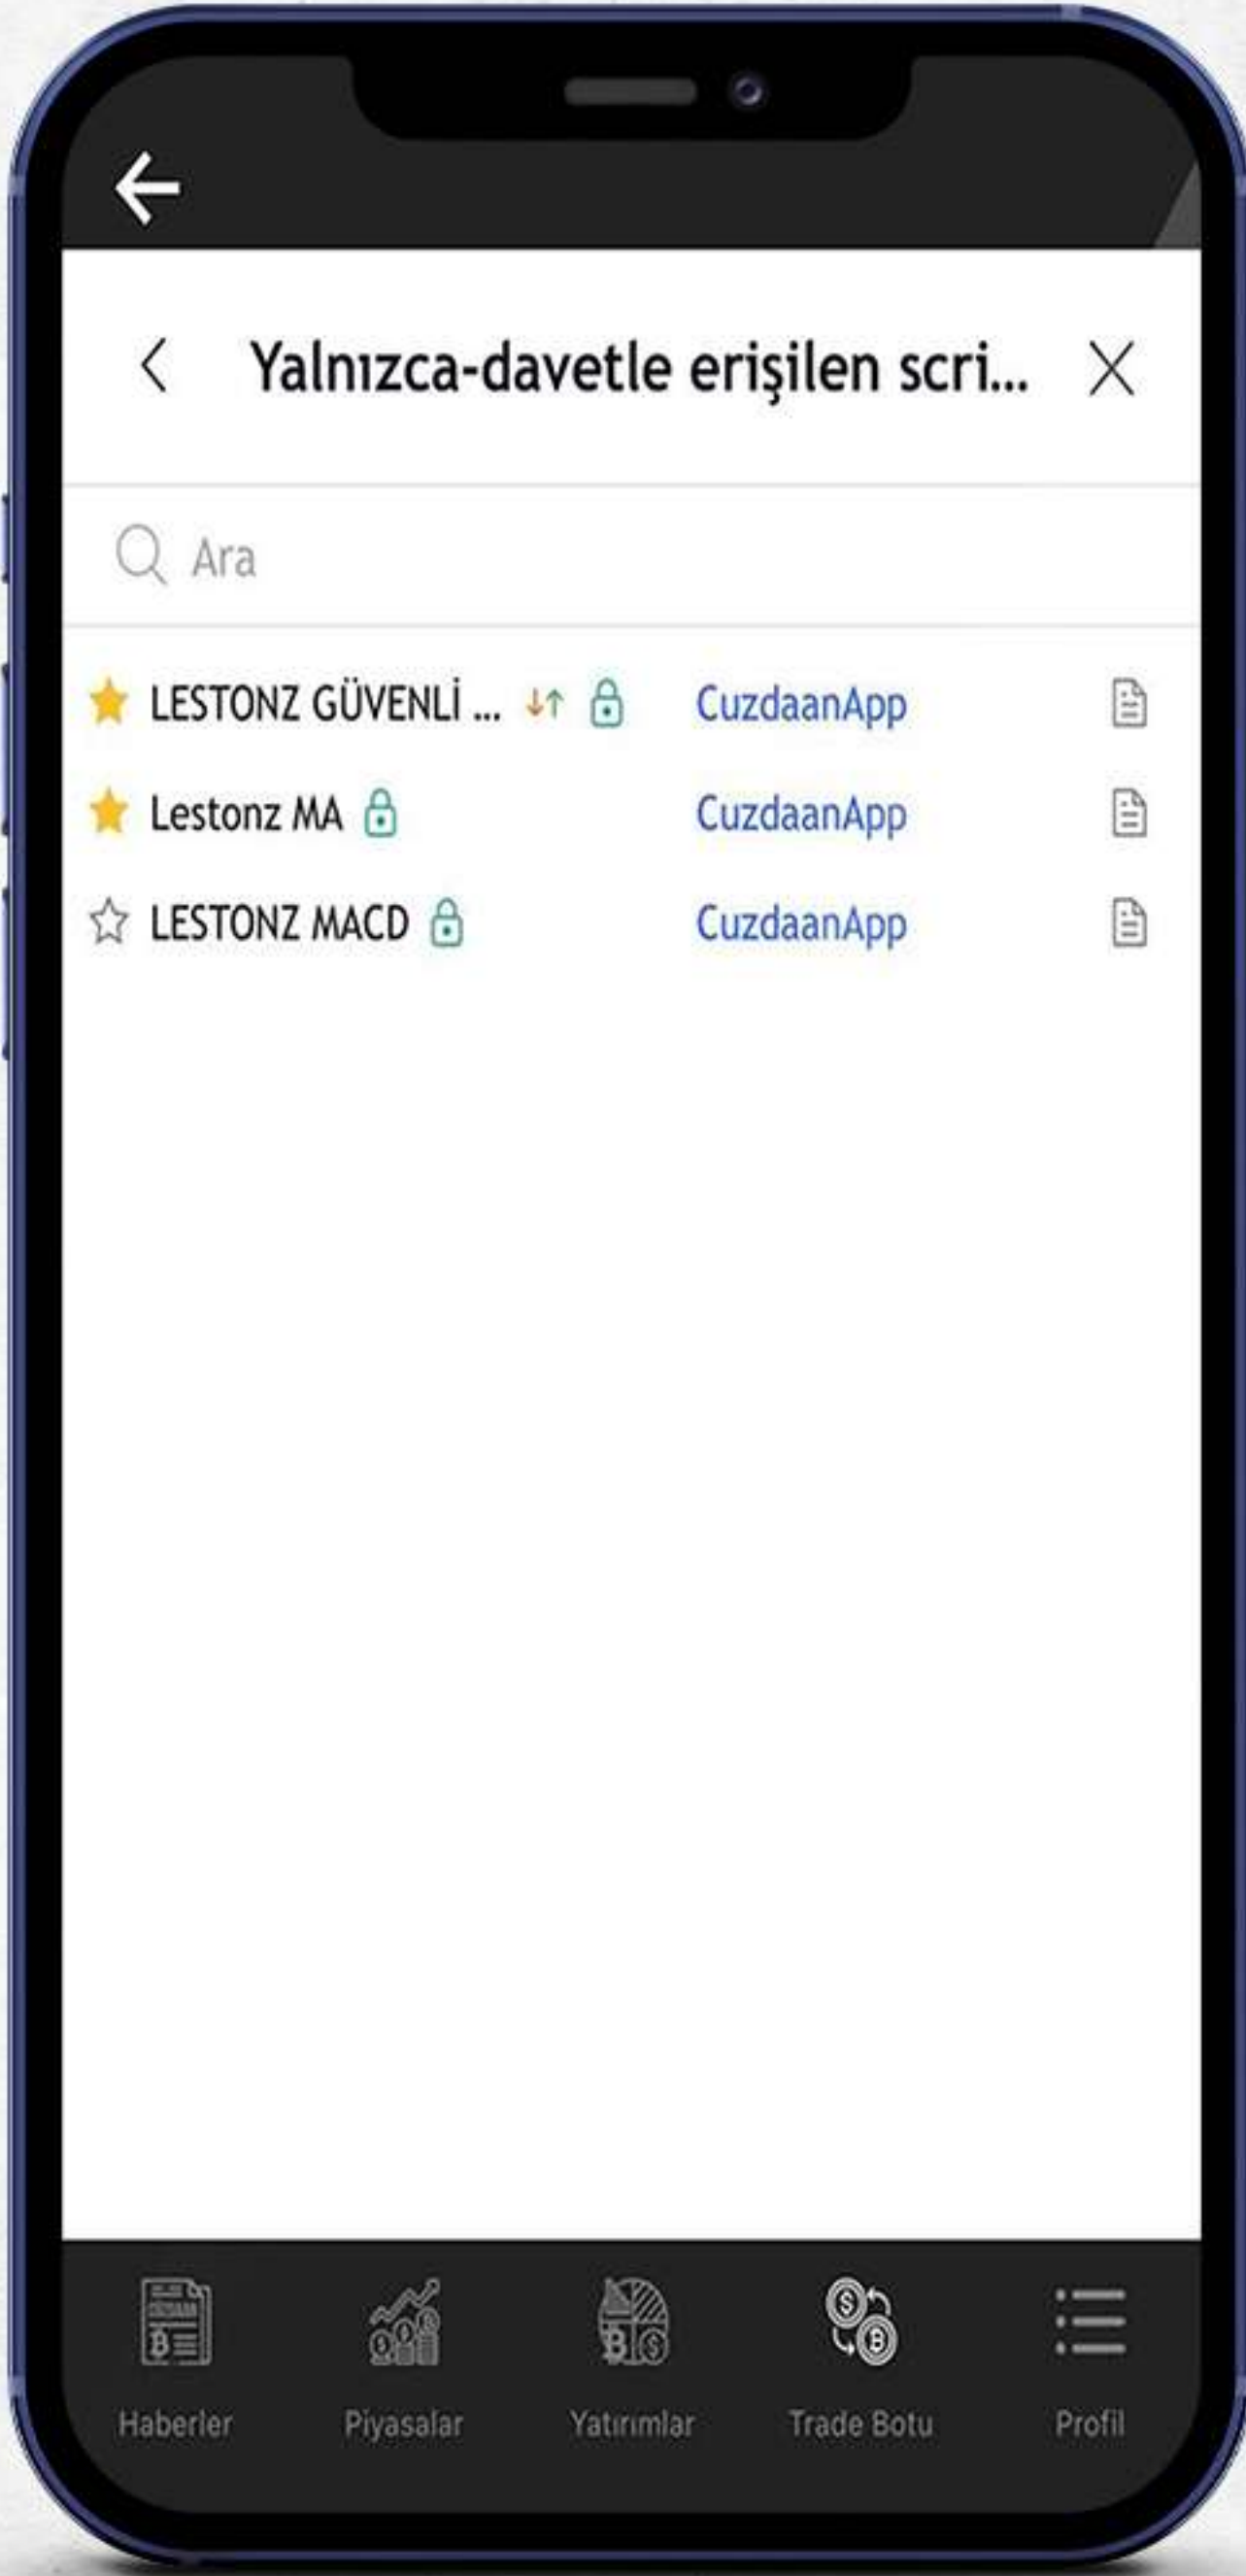 Yalnızca-davetle erişilen scri...
Ara
LESTONZ GÜVENLİ ... CuzdaanApp
Lestonz MA CuzdaanApp
LESTONZ MACD CuzdaanApp
Haberler Piyasalar Yatırımlar Trade Botu Profil